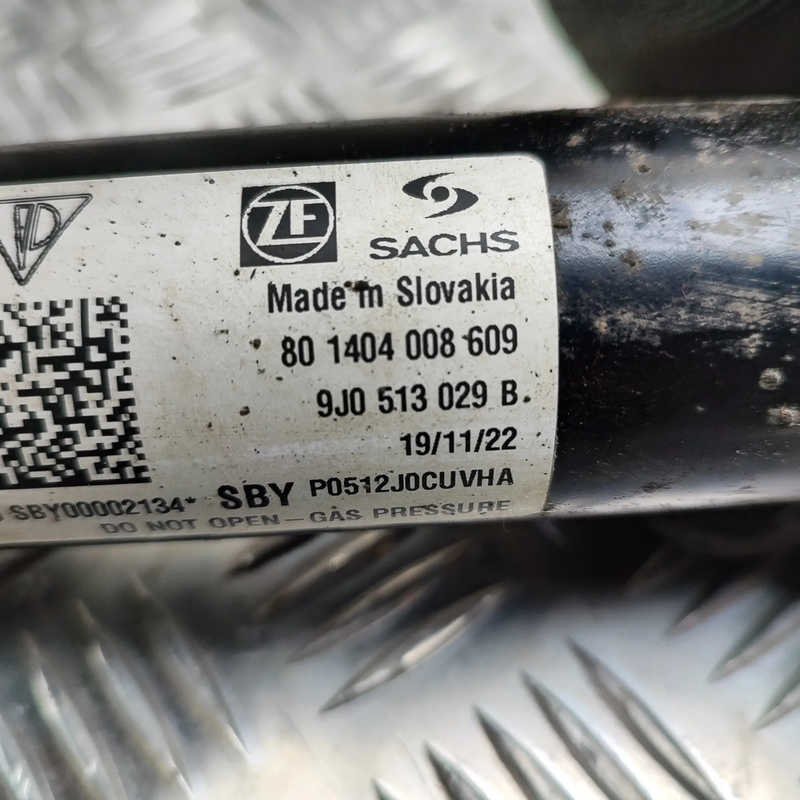 ZF
SACHS
Made in Slovakia
80 1404 008 609
9J0 513 029 B.
19/11/22
SBY00002134* SBY P0512J0CUVHA
DO NOT OPEN – GAS PRESSURE